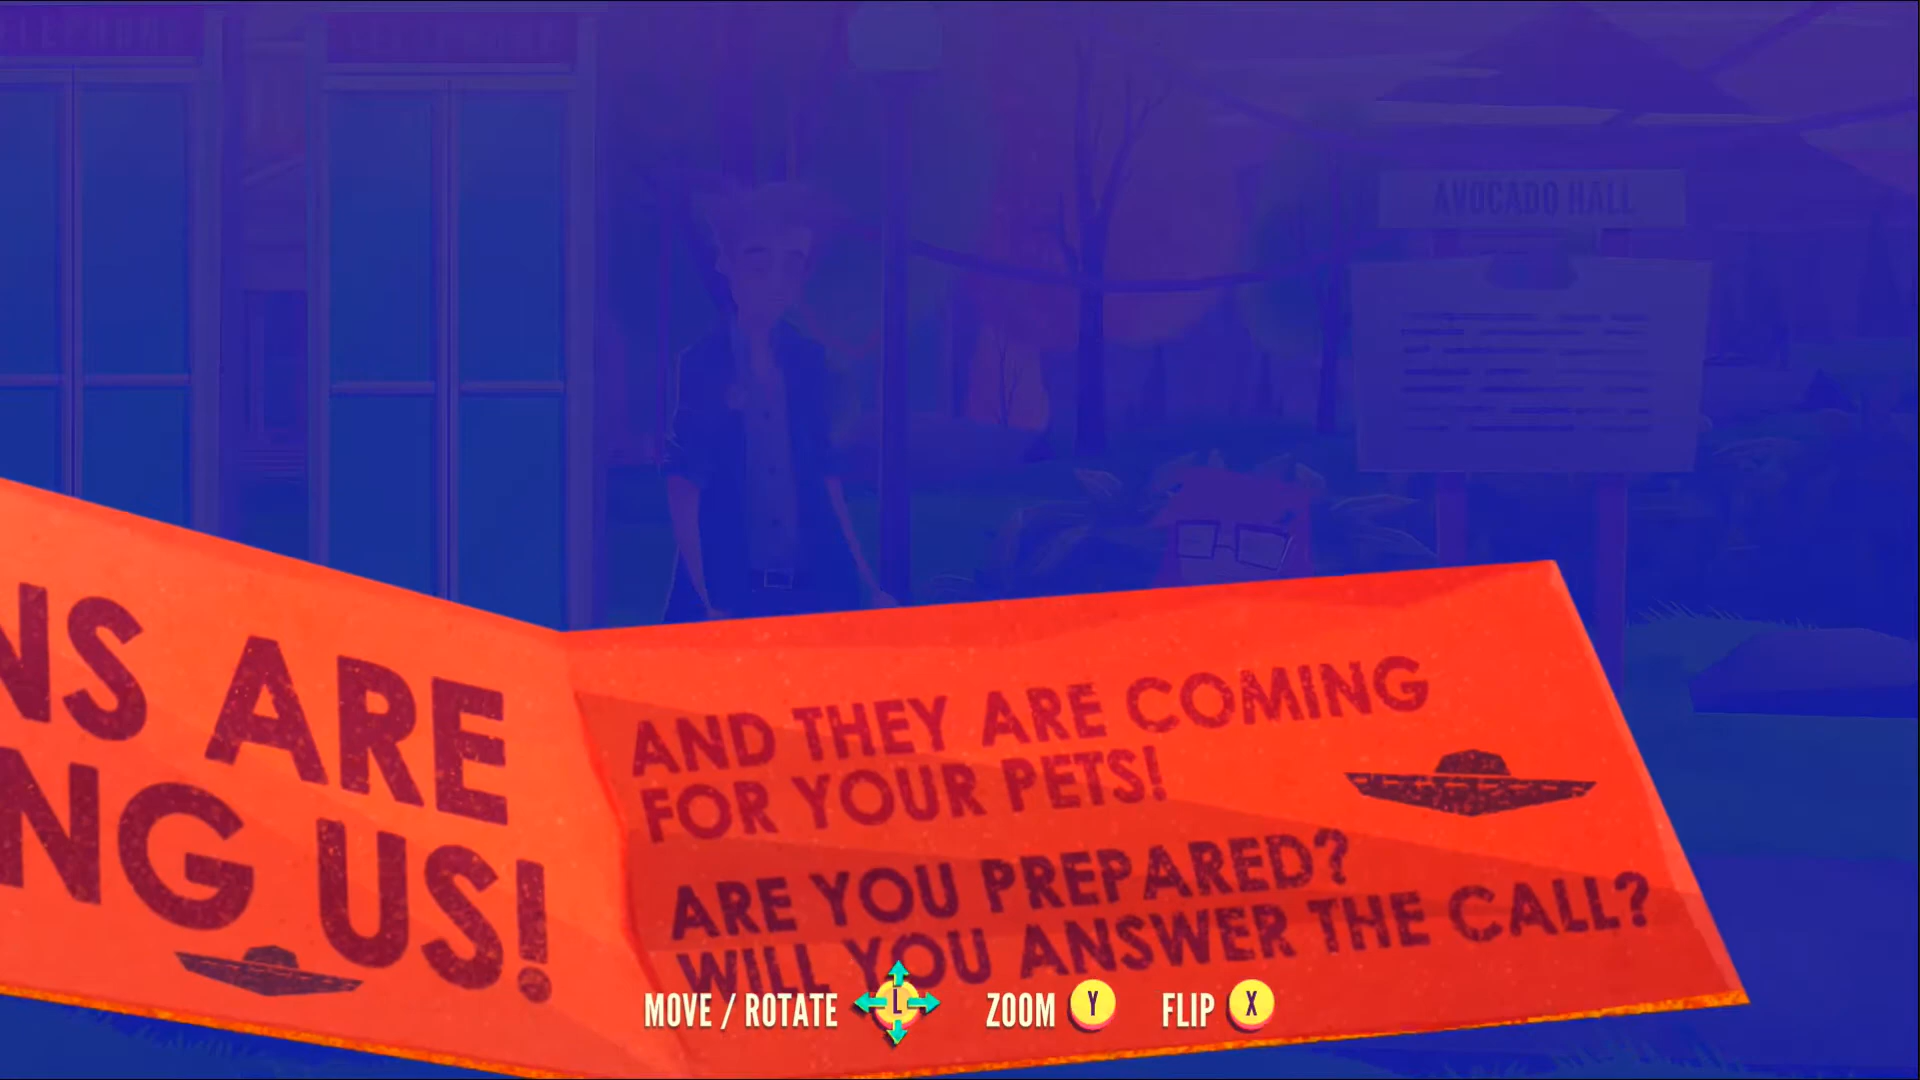 AVOCADO HALL
NS ARE
NG US!
AND THEY ARE COMING
FOR YOUR PETS!
ARE YOU PREPARED?
WILL YOU ANSWER THE CALL?
MOVE / ROTATE L ZOOM Y FLIP X